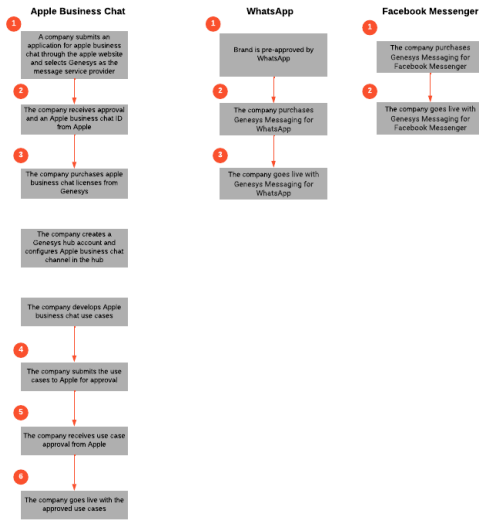 Apple Business Chat
1
A company submits an
application for apple business
chat through the apple website
and selects Genesys as the
message service provider
2
The company receives approval
and an Apple business chat ID
from Apple
3
The company purchases apple
business chat licenses from
Genesys
The company creates a
Genesys hub account and
configures Apple business chat
channel in the hub
The company develops Apple
business chat use cases
4
The company submits the use
cases to Apple for approval
5
The company receives use case
approval from Apple
6
The company goes live with the
approved use cases
WhatsApp
1
Brand is pre-approved by
WhatsApp
2
The company purchases
Genesys Messaging for
WhatsApp
3
The company goes live with
Genesys Messaging for
WhatsApp
Facebook Messenger
1
The company purchases
Genesys Messaging for
Facebook Messenger
2
The company goes live with
Genesys Messaging for
Facebook Messenger